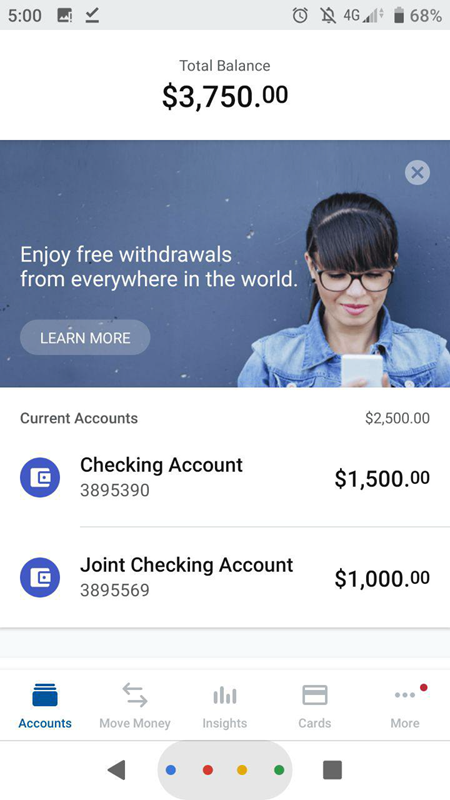 5:00
4G
68%
Total Balance
$3,750.00
Enjoy free withdrawals
from everywhere in the world.
LEARN MORE
Current Accounts
$2,500.00
Checking Account
3895390
$1,500.00
Joint Checking Account
3895569
$1,000.00
Accounts
Move Money
Insights
Cards
More